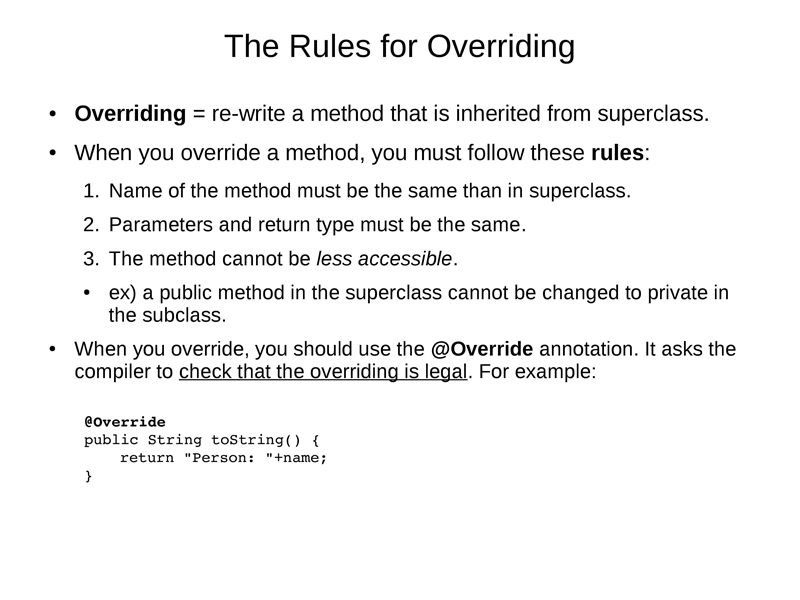 The Rules for Overriding
• Overriding = re-write a method that is inherited from superclass.
• When you override a method, you must follow these rules:
1. Name of the method must be the same than in superclass.
2. Parameters and return type must be the same.
3. The method cannot be less accessible.
• ex) a public method in the superclass cannot be changed to private in
the subclass.
• When you override, you should use the @Override annotation. It asks the
compiler to check that the overriding is legal. For example:
@Override
public String toString() {
    return "Person: "+name;
}